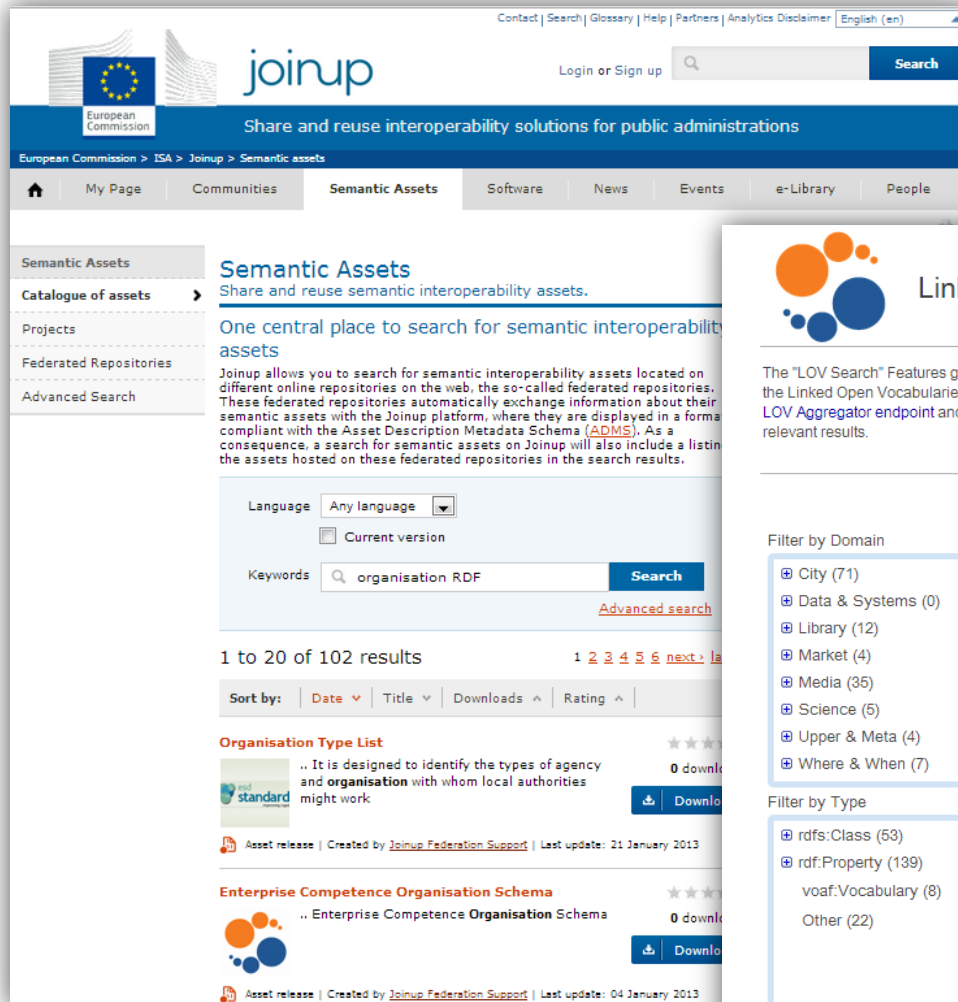 Contact | Search | Glossary | Help | Partners | Analytics Disclaimer English (en)
joinup
Login or Sign up
Search
European
Commission
Share and reuse interoperability solutions for public administrations
European Commission > ISA > Joinup > Semantic assets
My Page Communities Semantic Assets Software News Events e-Library People
Semantic Assets
Catalogue of assets
Projects
Federated Repositories
Advanced Search
Semantic Assets
Share and reuse semantic interoperability assets.
One central place to search for semantic interoperability
assets
Joinup allows you to search for semantic interoperability assets located on
different online repositories on the web, the so-called federated repositories.
These federated repositories automatically exchange information about their
semantic assets with the Joinup platform, where they are displayed in a forma
compliant with the Asset Description Metadata Schema (ADMS). As a
consequence, a search for semantic assets on Joinup will also include a listin
the assets hosted on these federated repositories in the search results.
Language Any language
Current version
Keywords organisation RDF Search
Advanced search
1 to 20 of 102 results 1 2 3 4 5 6 next › la
Sort by: Date Title Downloads Rating
Organisation Type List
.. It is designed to identify the types of agency
and organisation with whom local authorities
might work
esd
standard
0 downlo
Downlo
Asset release | Created by Joinup Federation Support | Last update: 21 January 2013
Enterprise Competence Organisation Schema
.. Enterprise Competence Organisation Schema
0 downlo
Downlo
Asset release | Created by Joinup Federation Support | Last update: 04 January 2013
Lin
The "LOV Search" Features g
the Linked Open Vocabularie
LOV Aggregator endpoint and
relevant results.
Filter by Domain
City (71)
Data & Systems (0)
Library (12)
Market (4)
Media (35)
Science (5)
Upper & Meta (4)
Where & When (7)
Filter by Type
rdfs:Class (53)
rdf:Property (139)
voaf:Vocabulary (8)
Other (22)